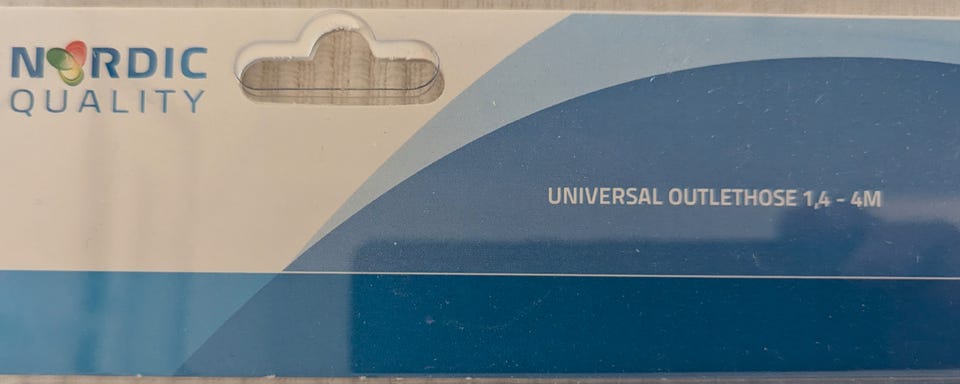 NORDIC
QUALITY
UNIVERSAL OUTLETHOSE 1,4 - 4M